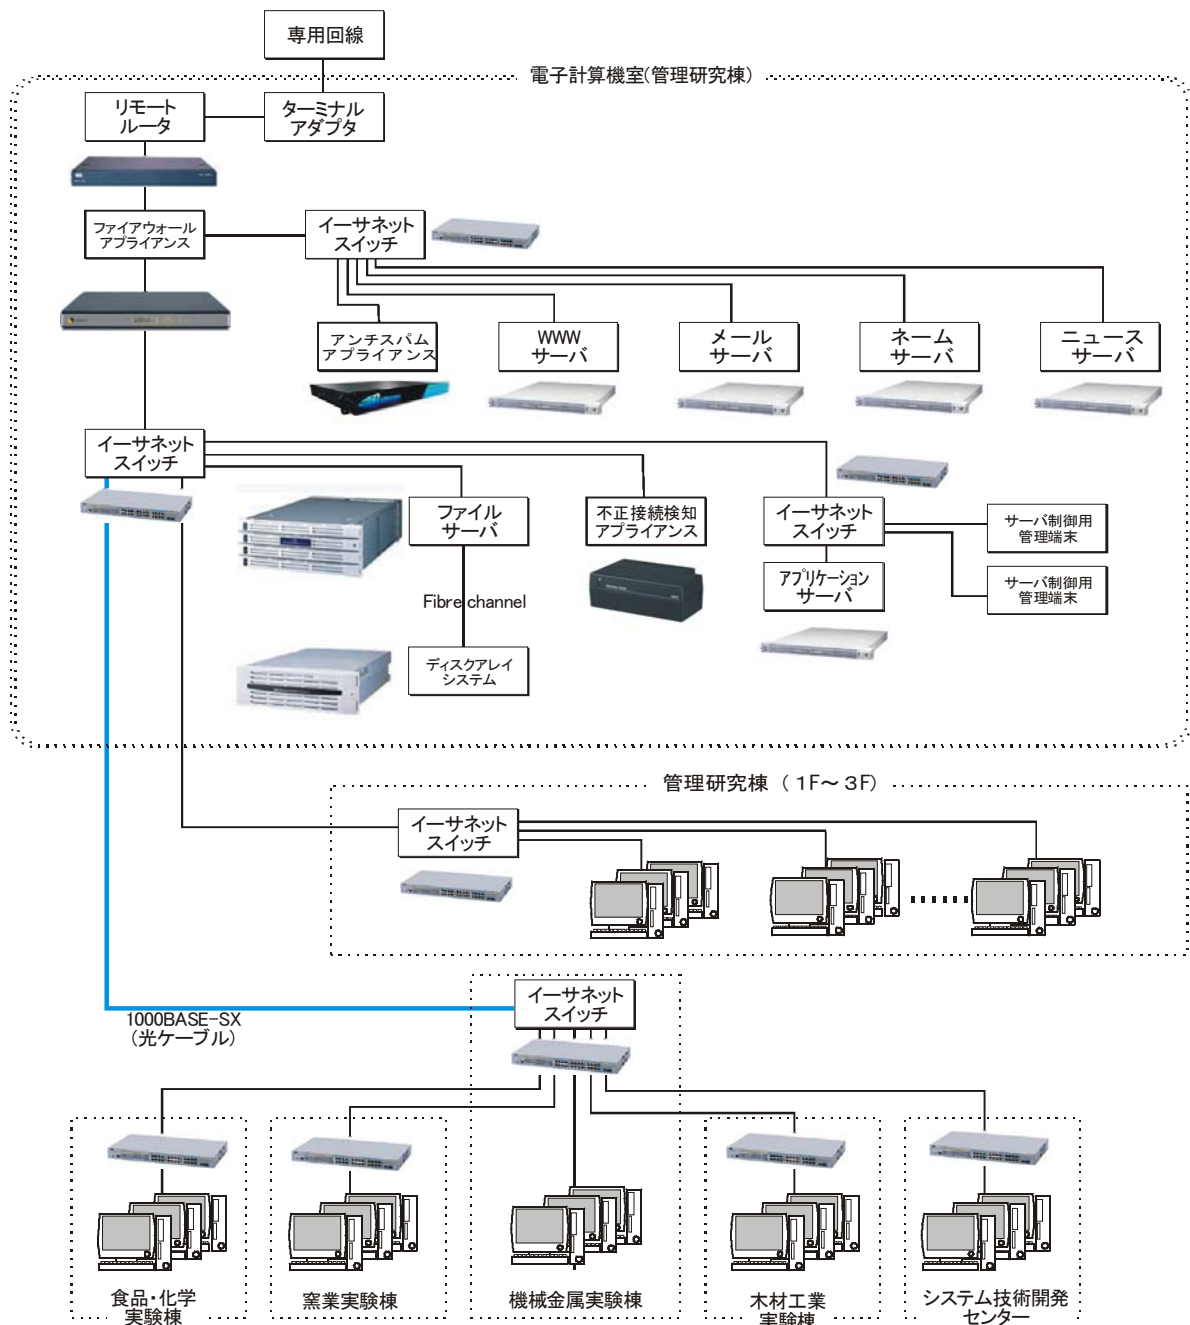 専用回線
電子計算機室(管理研究棟)
リモート
ルータ
ターミナル
アダプタ
ファイアウォール
アプライアンス
イーサネット
スイッチ
アンチスパム
アプライアンス
WWW
サーバ
メール
サーバ
ネーム
サーバ
ニュース
サーバ
イーサネット
スイッチ
ファイル
サーバ
不正接続検知
アプライアンス
イーサネット
スイッチ
サーバ制御用
管理端末
アプリケーション
サーバ
サーバ制御用
管理端末
Fibre channel
ディスクアレイ
システム
管理研究棟 (1F~3F)
イーサネット
スイッチ
イーサネット
スイッチ
1000BASE-SX
(光ケーブル)
食品・化学
実験棟
窯業実験棟
機械金属実験棟
木材工業
実験棟
システム技術開発
センター